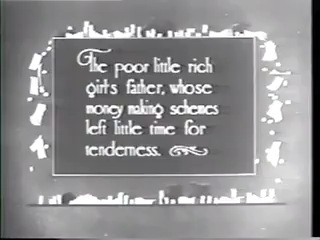 The poor little rich
girl's father, whose
money making schemes
left little time for
tenderness.